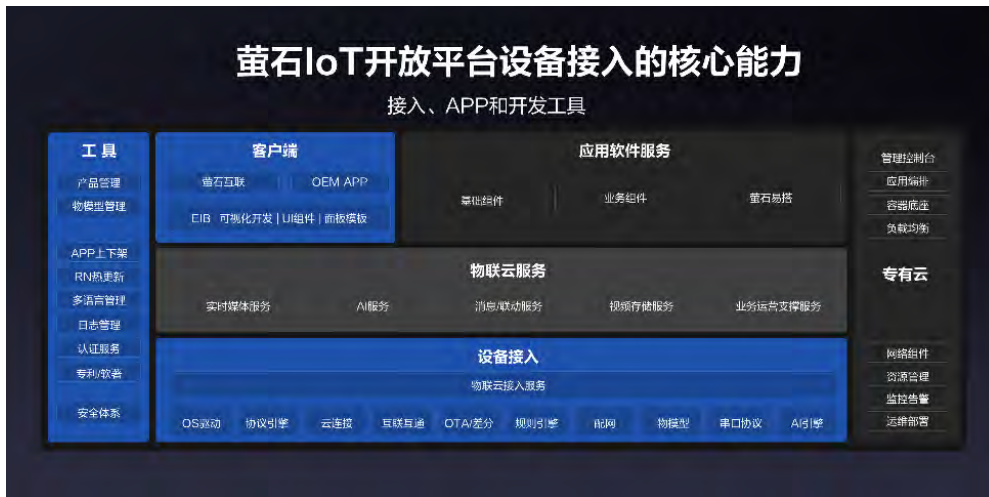 萤石IoT开放平台设备接入的核心能力
接入、APP和开发工具
工具
产品管理
物模型管理
APP上下架
RN热更新
多语言管理
日志管理
认证服务
专利/软著
安全体系
客户端
萤石互联 OEM APP
EIB 可视化开发 | UI组件 | 面板模板
应用软件服务
基础组件 业务组件 萤石易搭
物联云服务
实时媒体服务 AI服务 消息/联动服务 视频存储服务 业务运营支撑服务
设备接入
物联云接入服务
OS驱动 协议引擎 云连接 互联互通 OTA/差分 规则引擎 配网 物模型 串口协议 AI引擎
管理控制台
应用编排
容器底座
负载均衡
专有云
网络组件
资源管理
监控告警
运维部署